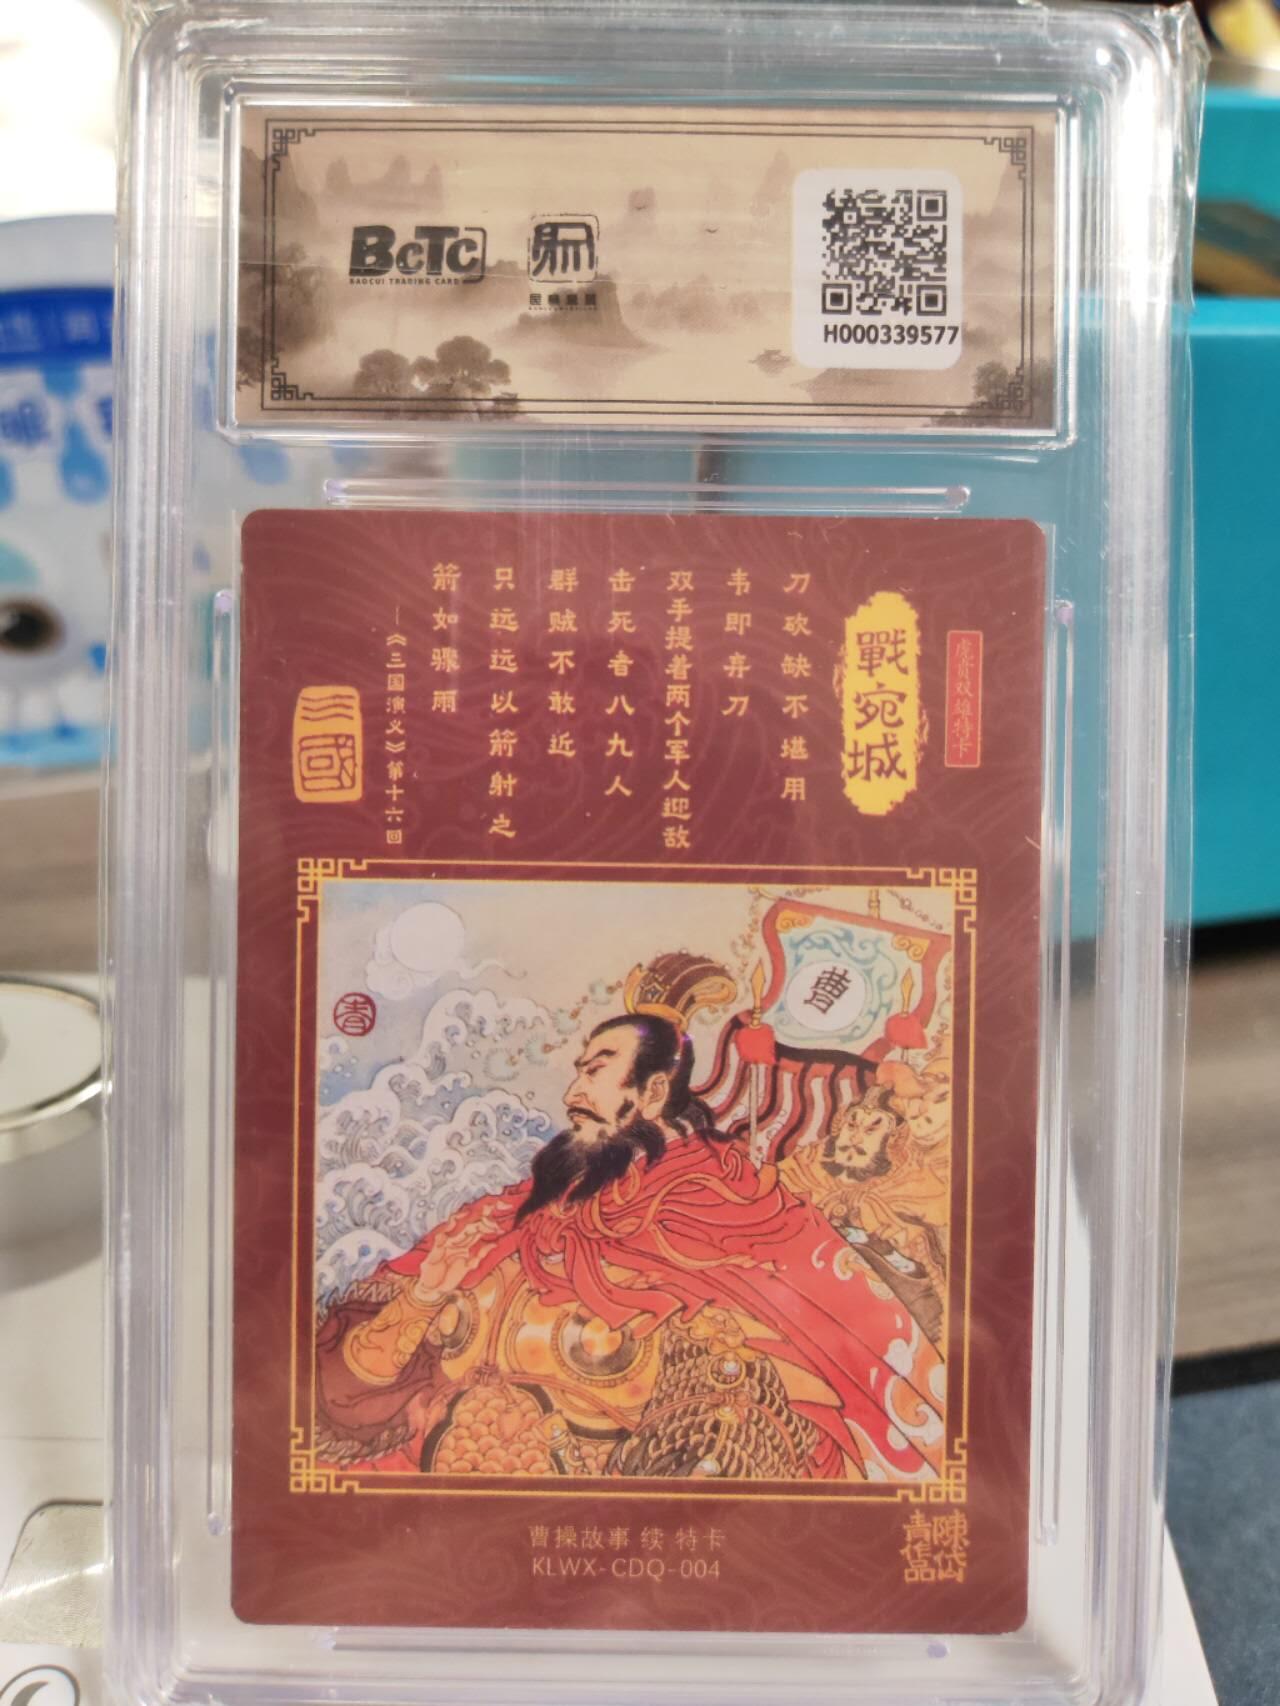 BcTc
BAOCUI TRADING CARD
H000339577
虎贲双雄特卡
戰宛城
刀砍缺不堪用
韦即弃刀
双手提着两个军人迎敌
击死者八九人
群贼不敢近
只远远以箭射之
箭如骤雨
—《三国演义》第十六回
三國
曹
春
曹操故事 续 特卡
KLWX-CDQ-004
陳岱
青作品